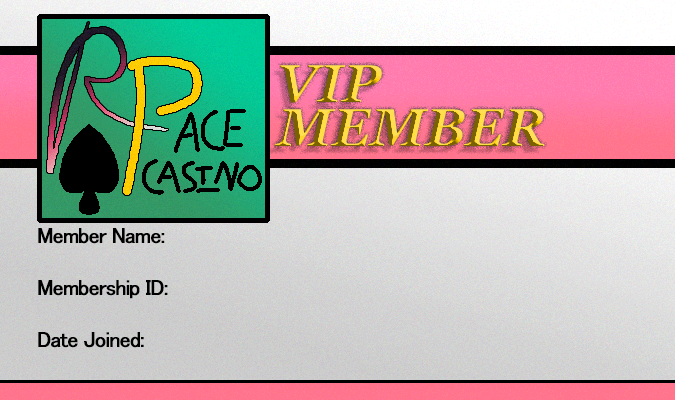 RP ACE
CASINO
VIP
MEMBER
Member Name:
Membership ID:
Date Joined: